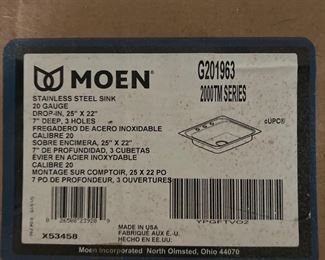 MOEN
G201963
2000TM SERIES
cUPC®
STAINLESS STEEL SINK
20 GAUGE
DROP-IN, 25" X 22"
7" DEEP, 3 HOLES
FREGADERO DE ACERO INOXIDABLE
CALIBRE 20
SOBRE ENCIMERA, 25" X 22"
7" DE PROFUNDIDAD, 3 CUBETAS
ÉVIER EN ACIER INOXYDABLE
CALIBRE 20
MONTAGE SUR COMPTOIR, 25 X 22 PO
7 PO DE PROFONDEUR, 3 OUVERTURES
YPGFTVO2
X53458
MADE IN USA
FABRIQUÉ AUX É.-U.
HECHO EN EE.UU.
Moen Incorporated North Olmsted, Ohio 44070